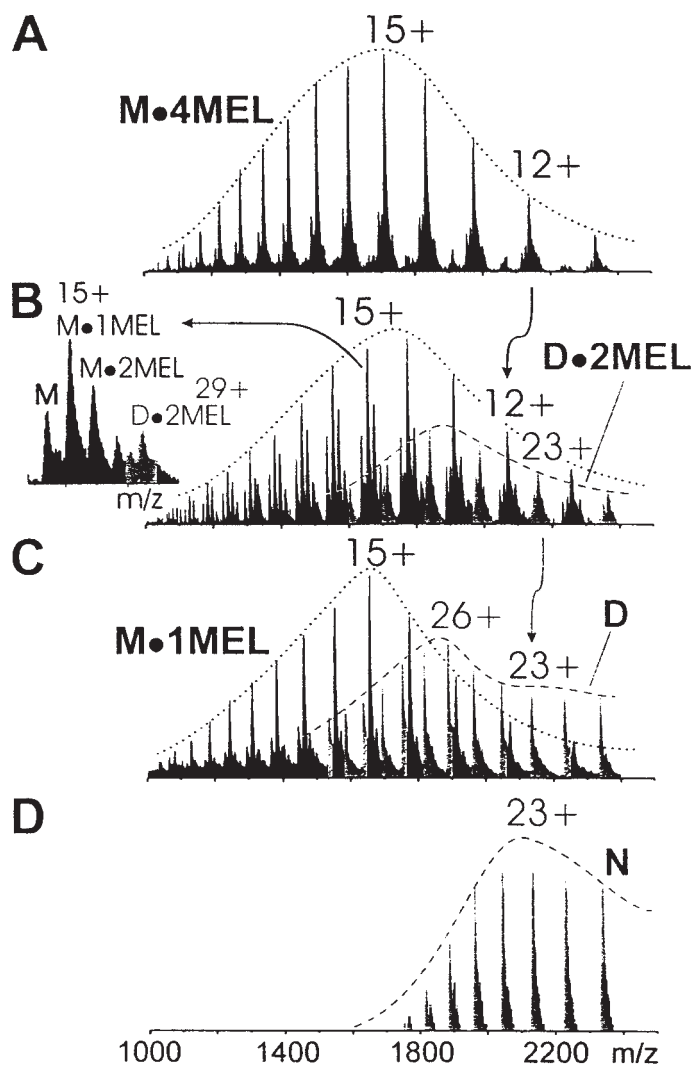 A
15+
M●4MEL
12+
B
15+
M●1MEL
M●2MEL
M
29+
D●2MEL
m/z
15+
D●2MEL
12+
23+
C
15+
26+
D
M●1MEL
23+
D
23+
N
1000 1400 1800 2200 m/z